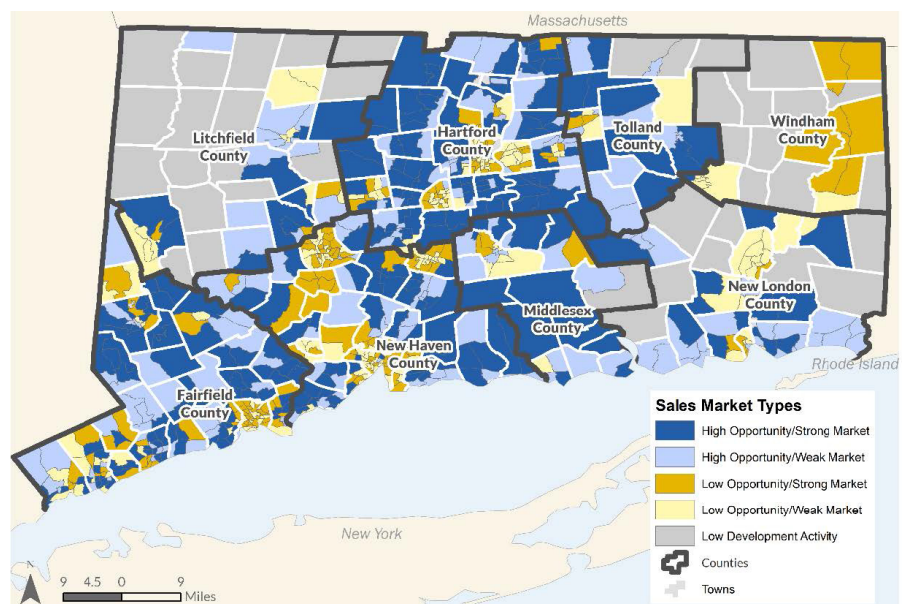 Massachusetts
Litchfield
County
Hartford
County
Tolland
County
Windham
County
New London
County
Middlesex
County
New Haven
County
Fairfield
County
Rhode Island
New York
Sales Market Types
High Opportunity/Strong Market
High Opportunity/Weak Market
Low Opportunity/Strong Market
Low Opportunity/Weak Market
Low Development Activity
Counties
Towns
N
9 4.5 0 9
Miles